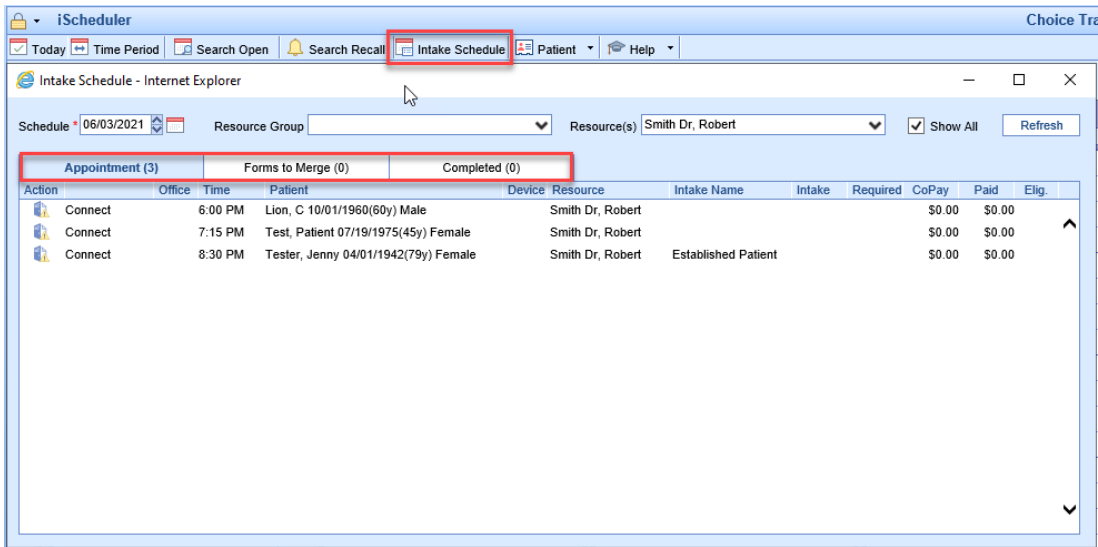 iScheduler Choice Tra
Today Time Period Search Open Search Recall Intake Schedule Patient Help
Intake Schedule - Internet Explorer
Schedule * 06/03/2021 Resource Group Resource(s) Smith Dr, Robert Show All Refresh
Appointment (3) Forms to Merge (0) Completed (0)
Action Office Time Patient Device Resource Intake Name Intake Required CoPay Paid Elig.
Connect 6:00 PM Lion, C 10/01/1960(60y) Male Smith Dr, Robert $0.00 $0.00
Connect 7:15 PM Test, Patient 07/19/1975(45y) Female Smith Dr, Robert $0.00 $0.00
Connect 8:30 PM Tester, Jenny 04/01/1942(79y) Female Smith Dr, Robert Established Patient $0.00 $0.00